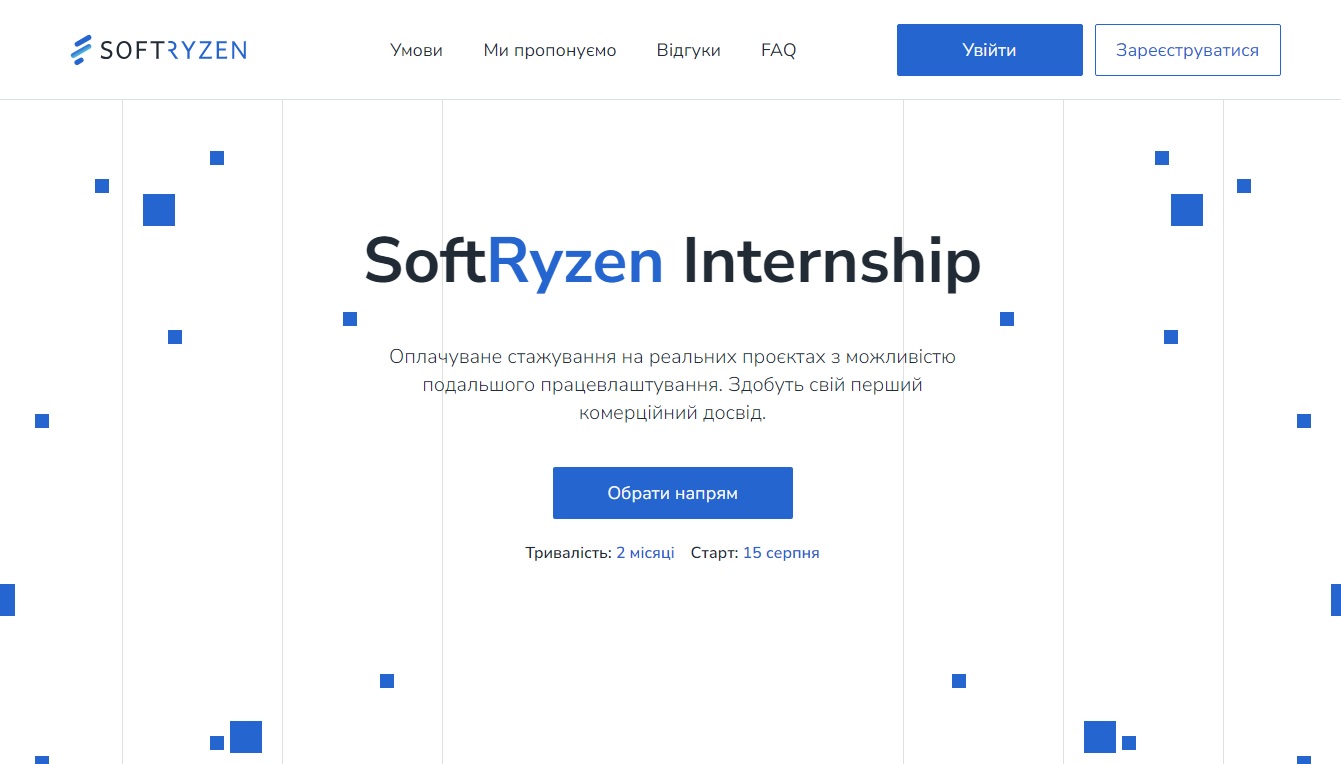 SOFTRYZEN
Умови
Ми пропонуємо
Відгуки
FAQ
Увійти
Зареєструватися
SoftRyzen Internship
Оплачуване стажування на реальних проєктах з можливістю
подальшого працевлаштування. Здобуть свій перший
комерційний досвід.
Обрати напрям
Тривалість: 2 місяці Старт: 15 серпня